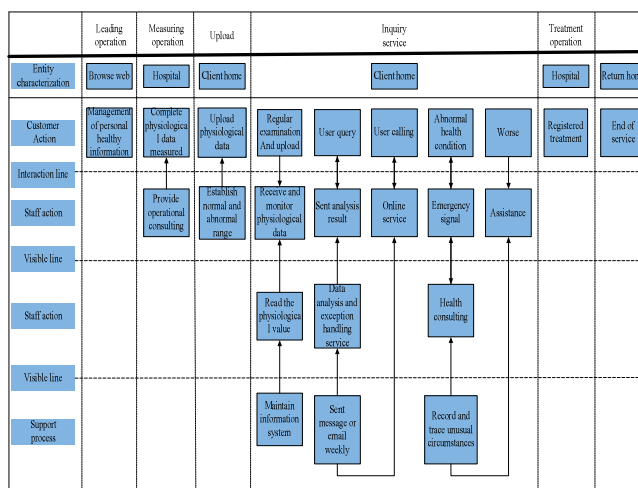 Leading
operation
Measuring
operation
Upload
Inquiry
service
Treatment
operation
Entity
characterization
Browse web
Hospital
Client home
Client home
Hospital
Return hom
Customer
Action
Management
of personal
healthy
information
Complete
physiologica
l data
measured
Upload
physiological
data
Regular
examination
And upload
User query
User calling
Abnormal
health
condition
Worse
Registered
treatment
End of
service
Interaction line
Staff action
Provide
operational
consulting
Establish
normal and
abnormal
range
Receive and
monitor
physiological
data
Sent analysis
result
Online
service
Emergency
signal
Assistance
Visible line
Staff action
Read the
physiologica
l value
Data
analysis and
exception
handling
service
Health
consulting
Visible line
Support
process
Maintain
information
system
Sent
message or
email
weekly
Record and
trace unusual
circumstances